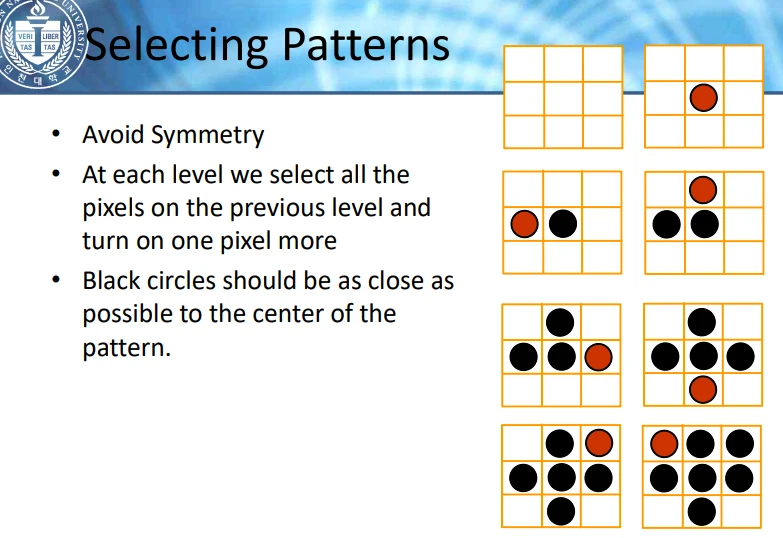 UNIVERSITY
VERI LIBER
TAS TAS
Selecting Patterns
• Avoid Symmetry
• At each level we select all the
pixels on the previous level and
turn on one pixel more
• Black circles should be as close as
possible to the center of the
pattern.